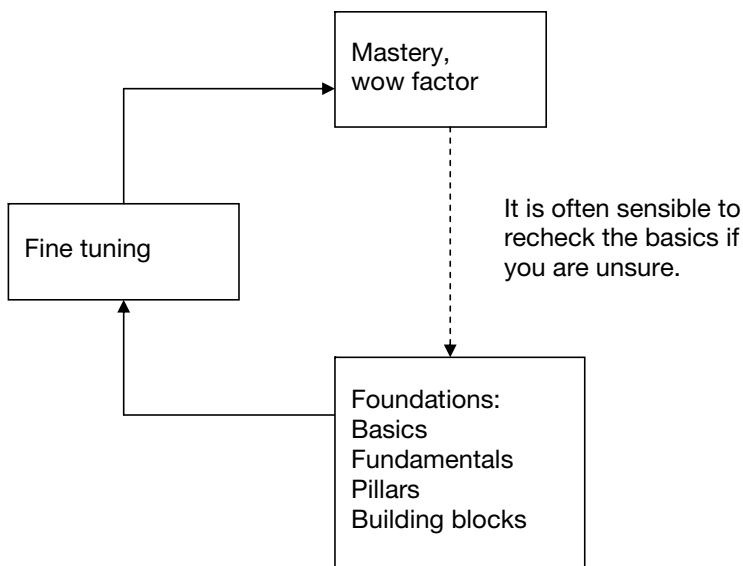 Mastery,
wow factor
Fine tuning
It is often sensible to
recheck the basics if
you are unsure.
Foundations:
Basics
Fundamentals
Pillars
Building blocks